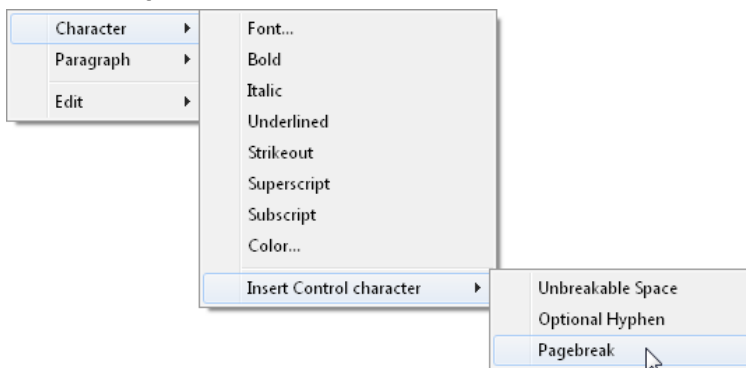 Character
Paragraph
Edit
Font...
Bold
Italic
Underlined
Strikeout
Superscript
Subscript
Color...
Insert Control character
Unbreakable Space
Optional Hyphen
Pagebreak